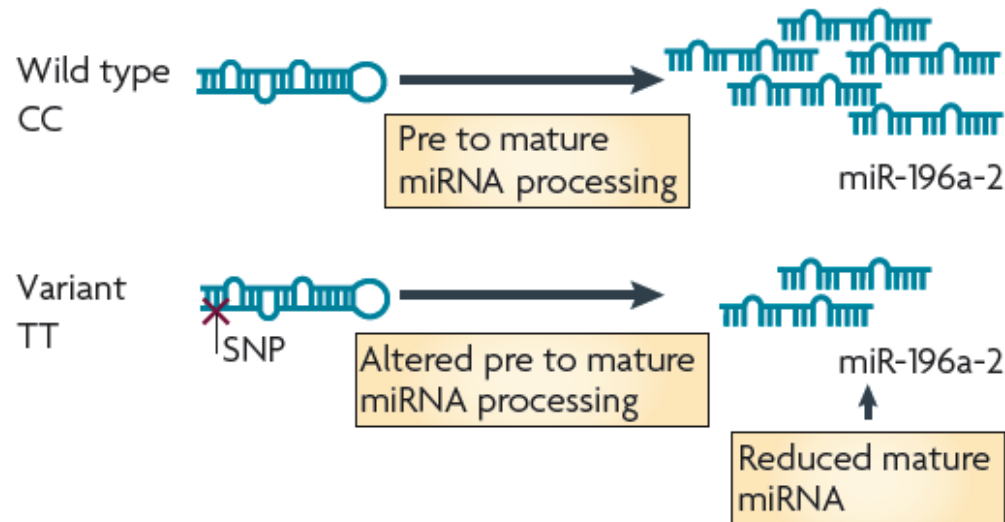 Wild type
CC
Pre to mature
miRNA processing
miR-196a-2
Variant
TT
SNP
Altered pre to mature
miRNA processing
miR-196a-2
Reduced mature
miRNA